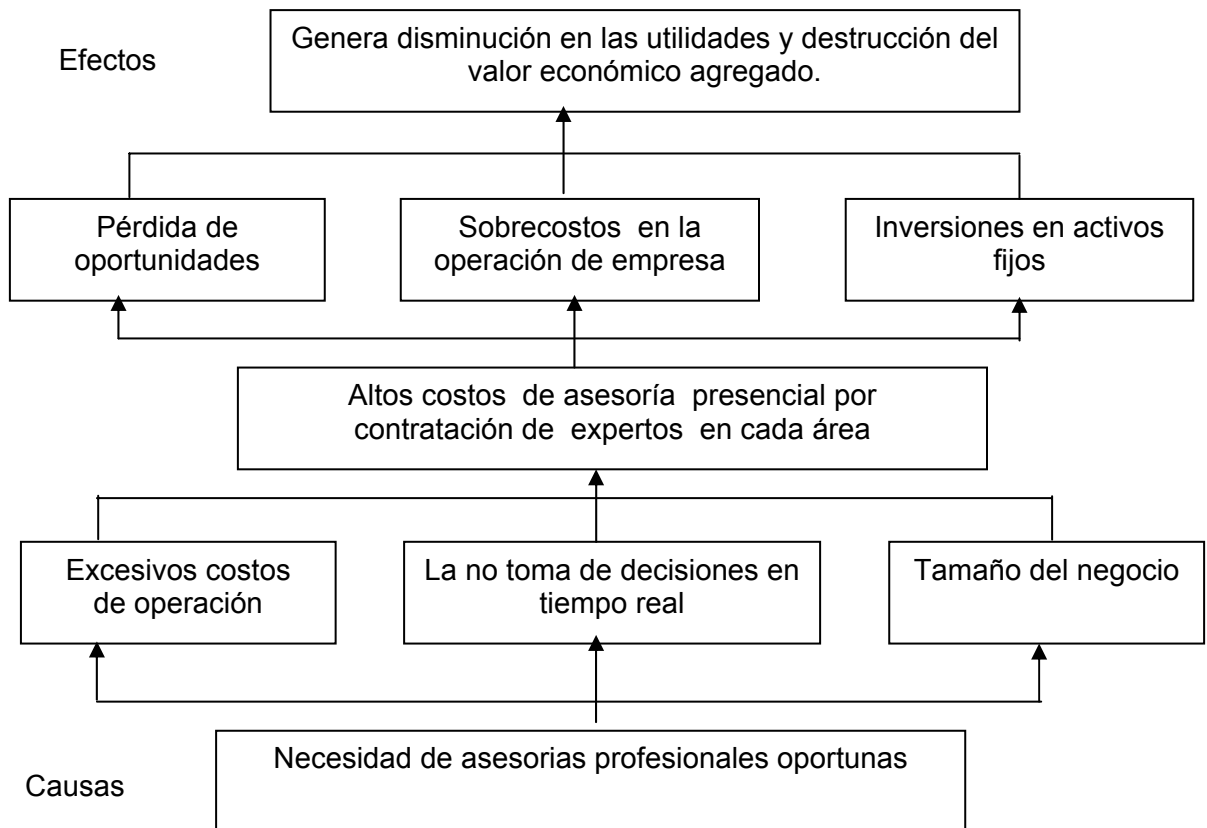 Efectos
Genera disminución en las utilidades y destrucción del
valor económico agregado.
Pérdida de
oportunidades
Sobrecostos en la
operación de empresa
Inversiones en activos
fijos
Altos costos de asesoría presencial por
contratación de expertos en cada área
Excesivos costos
de operación
La no toma de decisiones en
tiempo real
Tamaño del negocio
Necesidad de asesorias profesionales oportunas
Causas